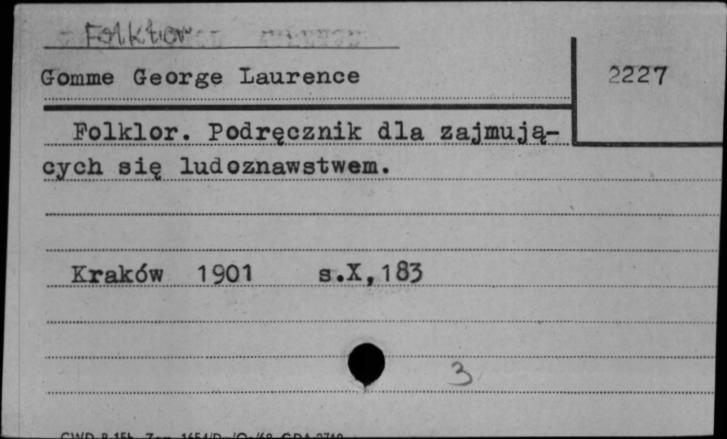 Folklor
Gomme George Laurence
2227
Folklor. Podręcznik dla zajmują-
cych się ludoznawstwem.
Kraków 1901 s.X,183
3